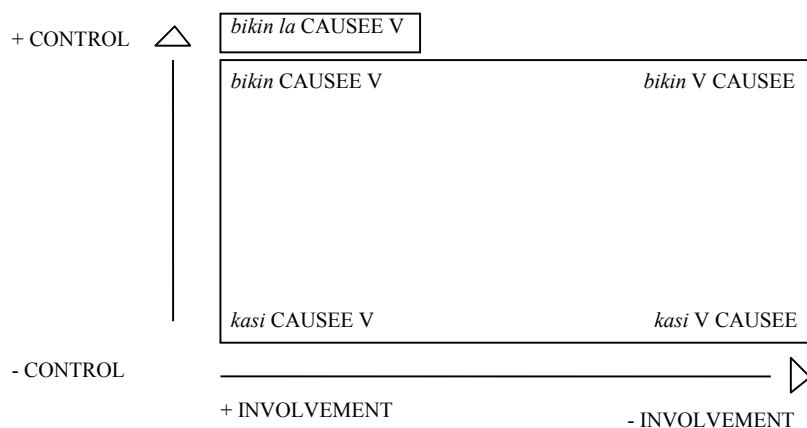 bikin la CAUSEE V
+ CONTROL
bikin CAUSEE V bikin V CAUSEE
kasi CAUSEE V kasi V CAUSEE
- CONTROL
+ INVOLVEMENT
- INVOLVEMENT